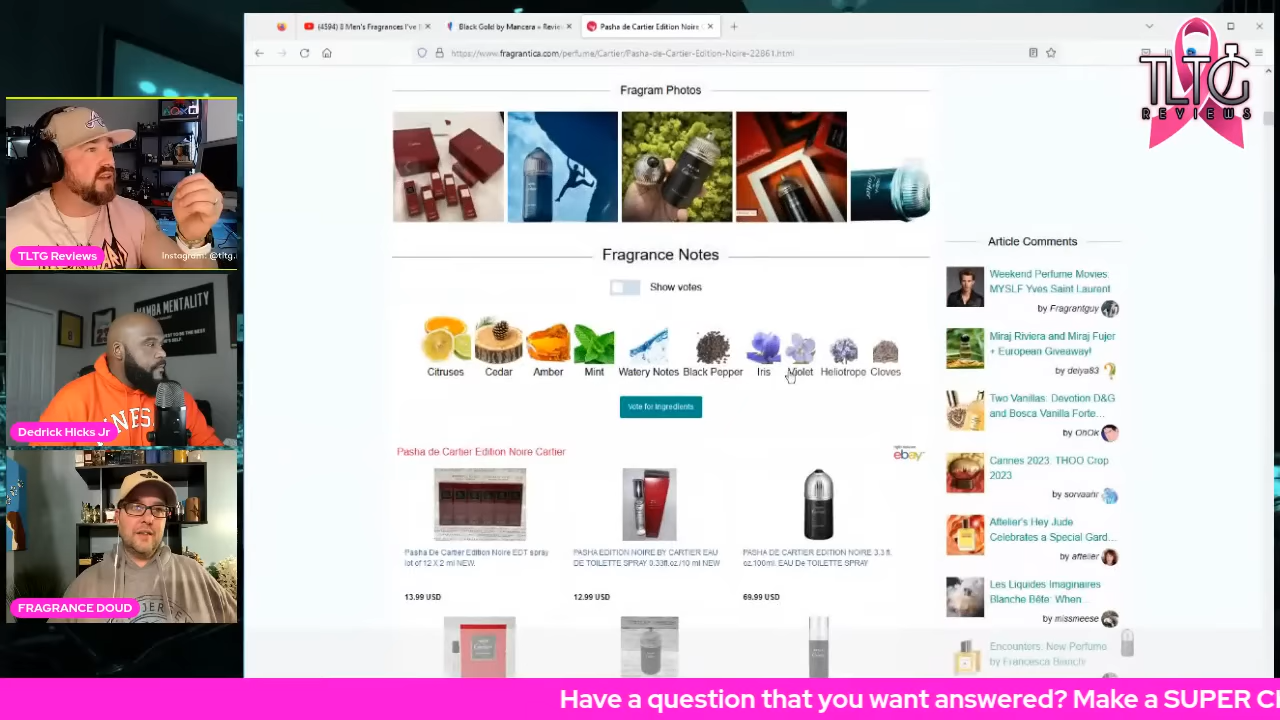 (4594) 8 Men's Fragrances I've
Black Gold by Mancera
Pasha de Cartier Edition Noire
https://www.fragrantica.com/perfume/Cartier/Pasha-de-Cartier-Edition-Noire-22861.html
TLTG
REVIEWS
Fragram Photos
Fragrance Notes
Show votes
Citruses
Cedar
Amber
Mint
Watery Notes
Black Pepper
Iris
Violet
Heliotrope
Cloves
Vote for Ingredients
Pasha de Cartier Edition Noire Cartier
ebay
Pasha De Cartier Edition Noire EDT spray
lot of 12 X 2 ml NEW.
13.99 USD
PASHA EDITION NOIRE BY CARTIER EAU
DE TOILETTE SPRAY 0.33fl.oz./10 ml NEW
12.99 USD
PASHA DE CARTIER EDITION NOIRE 3.3 fl.
oz.100ml. EAU De TOILETTE SPRAY
69.99 USD
Article Comments
Weekend Perfume Movies:
MYSLF Yves Saint Laurent
by Fragrantguy
Miraj Riviera and Miraj Fujer
+ European Giveaway!
by deiya83
Two Vanillas: Devotion D&G
and Bosca Vanilla Forte...
by OhOk
Cannes 2023: THOO Crop
2023
by sorvaahr
Aftelier's Hey Jude
Celebrates a Special Gard...
by aftelier
Les Liquides Imaginaires
Blanche Bête: When...
by missmeese
Encounters: New Perfume
by Francesca Bianchi
TLTG Reviews
Instagram: @tltg.
MAMBA MENTALITY
Dedrick Hicks Jr
FRAGRANCE DOUD
Have a question that you want answered? Make a SUPER C